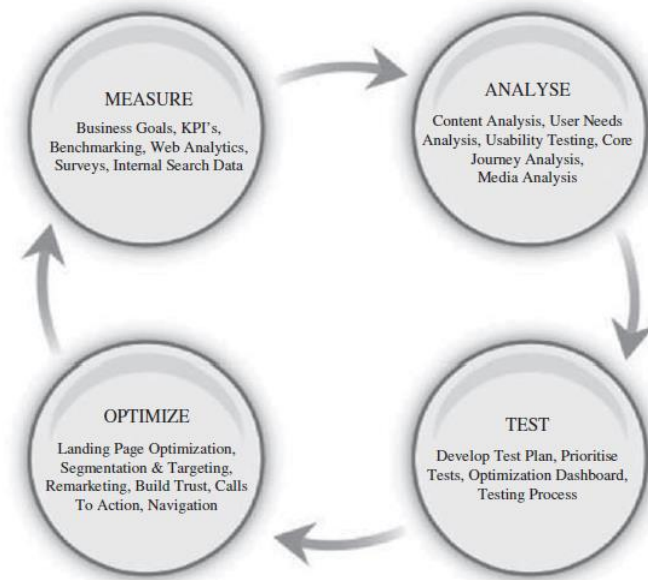 MEASURE
Business Goals, KPI's,
Benchmarking, Web Analytics,
Surveys, Internal Search Data
ANALYSE
Content Analysis, User Needs
Analysis, Usability Testing, Core
Journey Analysis,
Media Analysis
TEST
Develop Test Plan, Prioritise
Tests, Optimization Dashboard,
Testing Process
OPTIMIZE
Landing Page Optimization,
Segmentation & Targeting,
Remarketing, Build Trust, Calls
To Action, Navigation